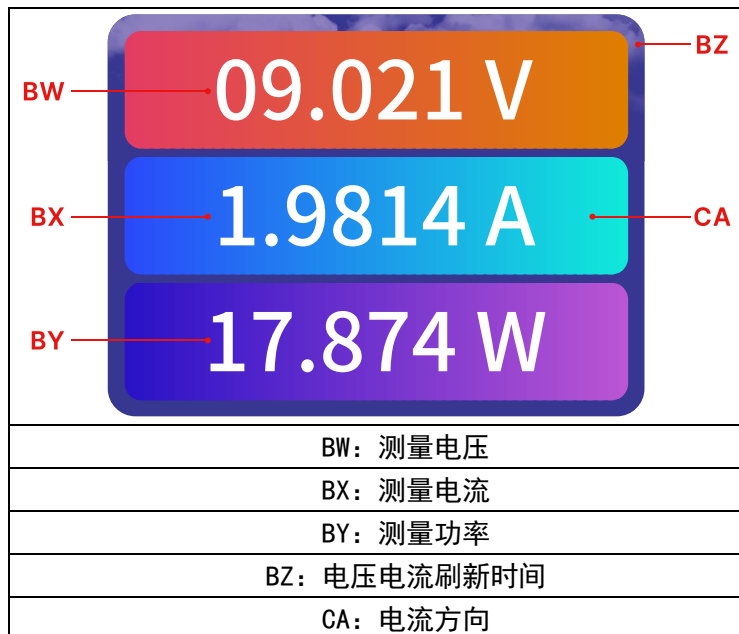 BZ
BW
09.021 V
BX
1.9814 A
CA
BY
17.874 W
BW: 测量电压
BX: 测量电流
BY: 测量功率
BZ: 电压电流刷新时间
CA: 电流方向